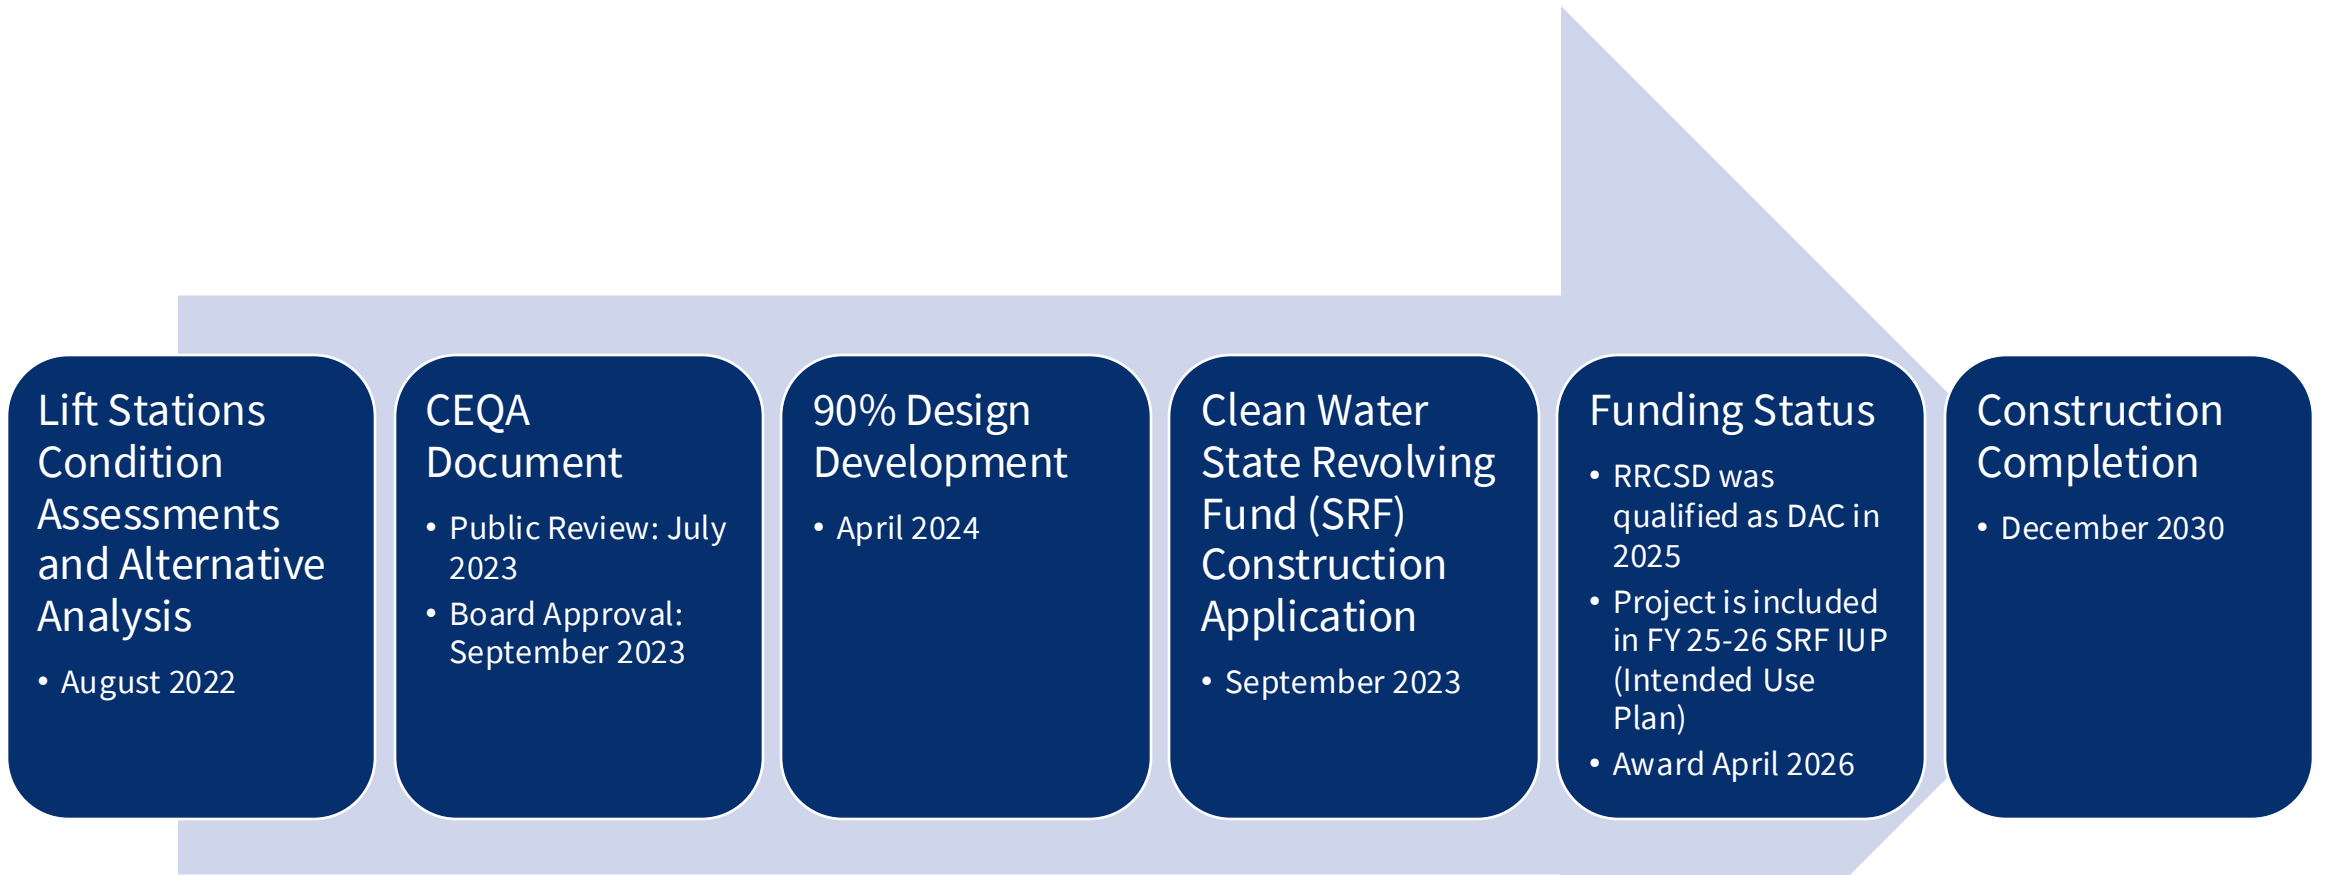 Lift Stations
Condition
Assessments
and Alternative
Analysis
• August 2022
CEQA
Document
• Public Review: July
2023
• Board Approval:
September 2023
90% Design
Development
• April 2024
Clean Water
State Revolving
Fund (SRF)
Construction
Application
• September 2023
Funding Status
• RRCSD was
qualified as DAC in
2025
• Project is included
in FY 25-26 SRF IUP
(Intended Use
Plan)
• Award April 2026
Construction
Completion
• December 2030